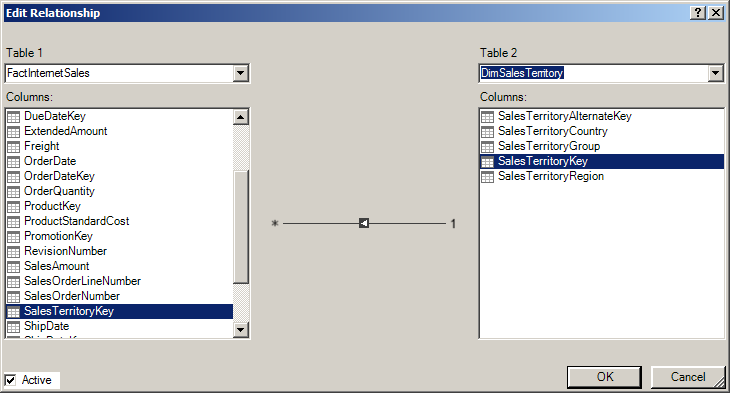 Edit Relationship
Table 1
Table 2
FactInternetSales
DimSalesTerritory
Columns:
Columns:
DueDateKey
ExtendedAmount
Freight
OrderDate
OrderDateKey
OrderQuantity
ProductKey
ProductStandardCost
PromotionKey
RevisionNumber
SalesAmount
SalesOrderLineNumber
SalesOrderNumber
SalesTerritoryKey
ShipDate
* 1
SalesTerritoryAlternateKey
SalesTerritoryCountry
SalesTerritoryGroup
SalesTerritoryKey
SalesTerritoryRegion
Active
OK
Cancel